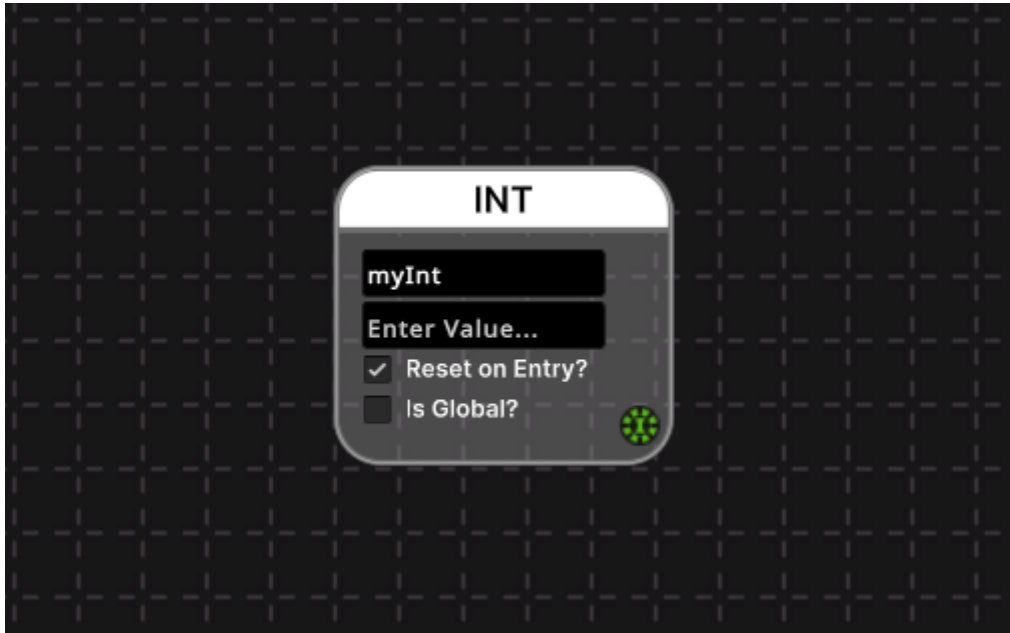 INT
myInt
Enter Value...
Reset on Entry?
Is Global?
I